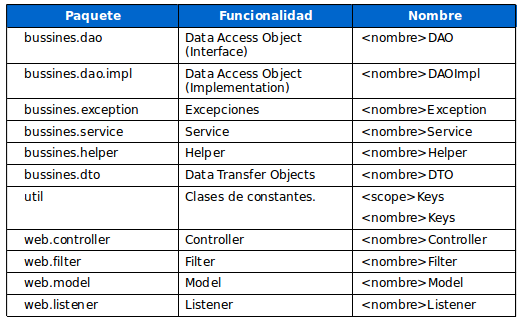 Paquete Funcionalidad Nombre
bussines.dao Data Access Object <nombre>DAO
(Interface)
bussines.dao.impl Data Access Object <nombre>DAOImpl
(Implementation)
bussines.exception Excepciones <nombre>Exception
bussines.service Service <nombre>Service
bussines.helper Helper <nombre>Helper
bussines.dto Data Transfer Objects <nombre>DTO
util Clases de constantes. <scope>Keys
<nombre>Keys
web.controller Controller <nombre>Controller
web.filter Filter <nombre>Filter
web.model Model <nombre>Model
web.listener Listener <nombre>Listener